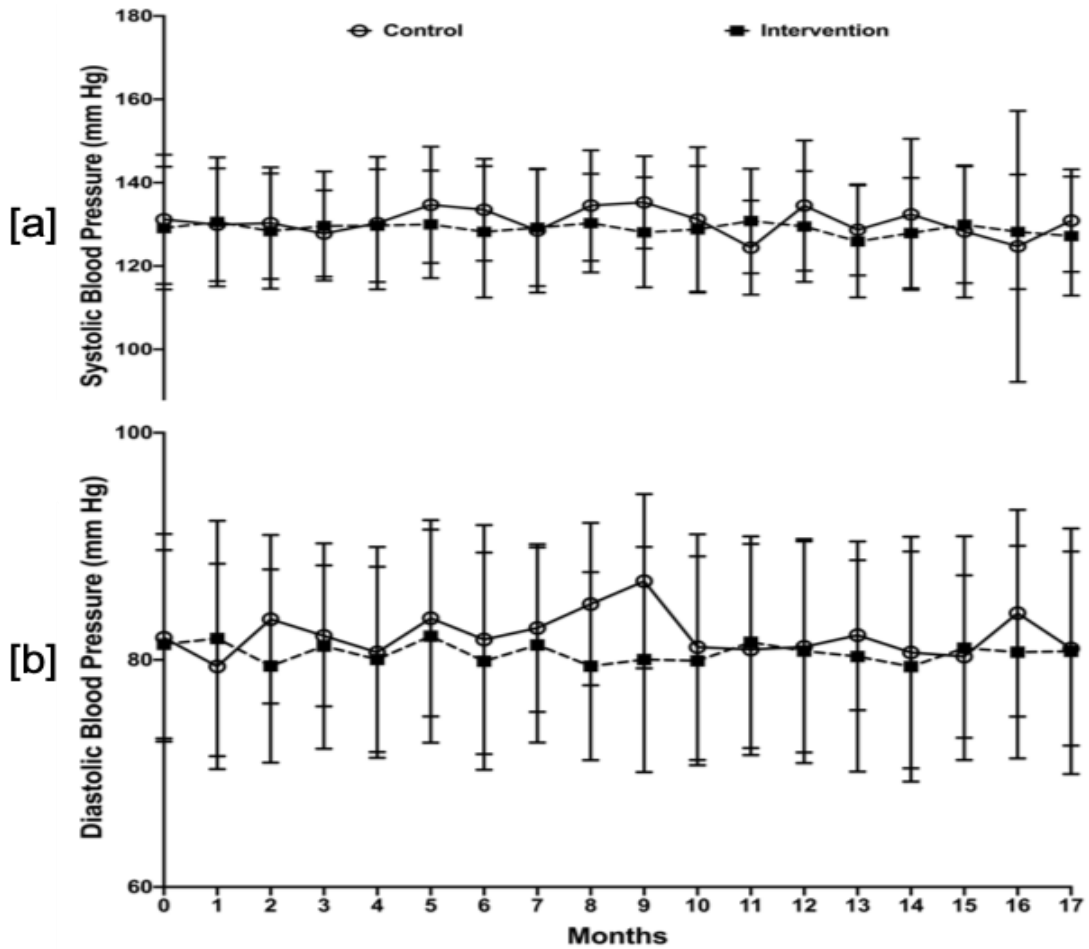 180
Control
Intervention
160
140
120
100
Systolic Blood Pressure (mm Hg)
[a]
100
80
60
Diastolic Blood Pressure (mm Hg)
[b]
0 1 2 3 4 5 6 7 8 9 10 11 12 13 14 15 16 17
Months